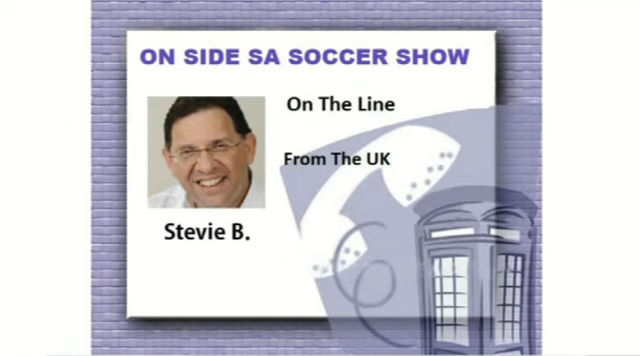 ON SIDE SA SOCCER SHOW
On The Line
From The UK
Stevie B.